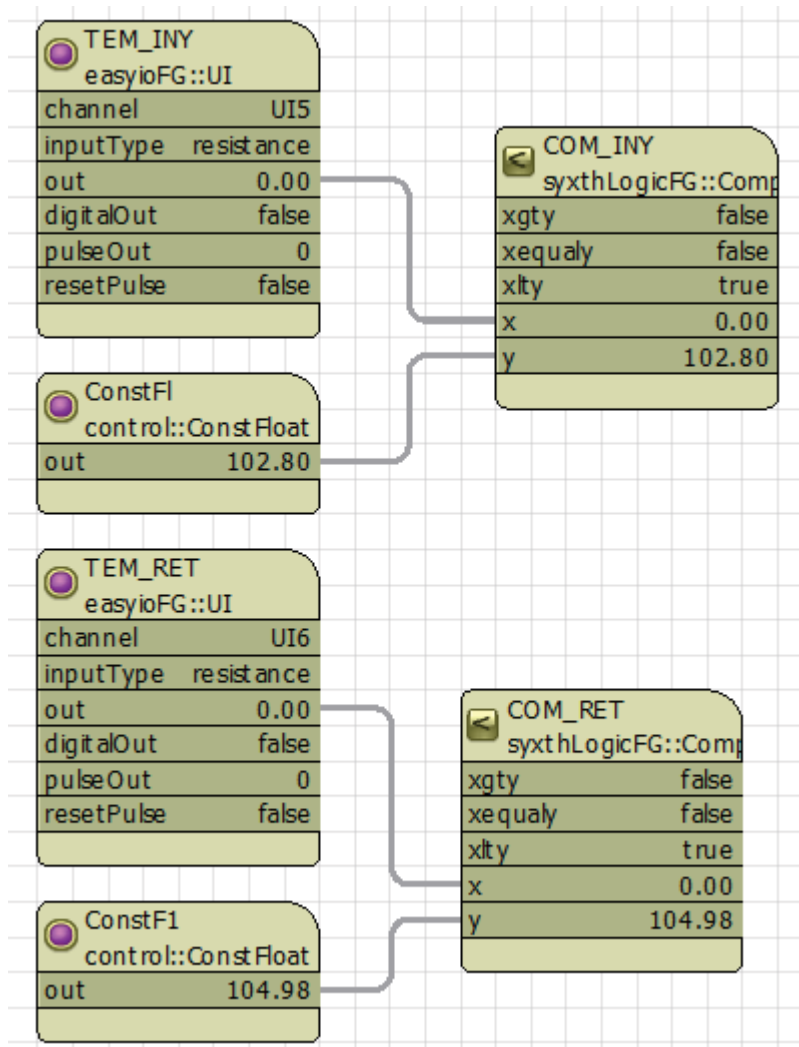 TEM_INY
easyioFG::UI
channel UI5
inputType resistance
out 0.00
digitalOut false
pulseOut 0
resetPulse false
COM_INY
syxthLogicFG::Comp
xgty false
xequaly false
xlty true
x 0.00
y 102.80
ConstFl
control::ConstFloat
out 102.80
TEM_RET
easyioFG::UI
channel UI6
inputType resistance
out 0.00
digitalOut false
pulseOut 0
resetPulse false
COM_RET
syxthLogicFG::Comp
xgty false
xequaly false
xlty true
x 0.00
y 104.98
ConstF1
control::ConstFloat
out 104.98